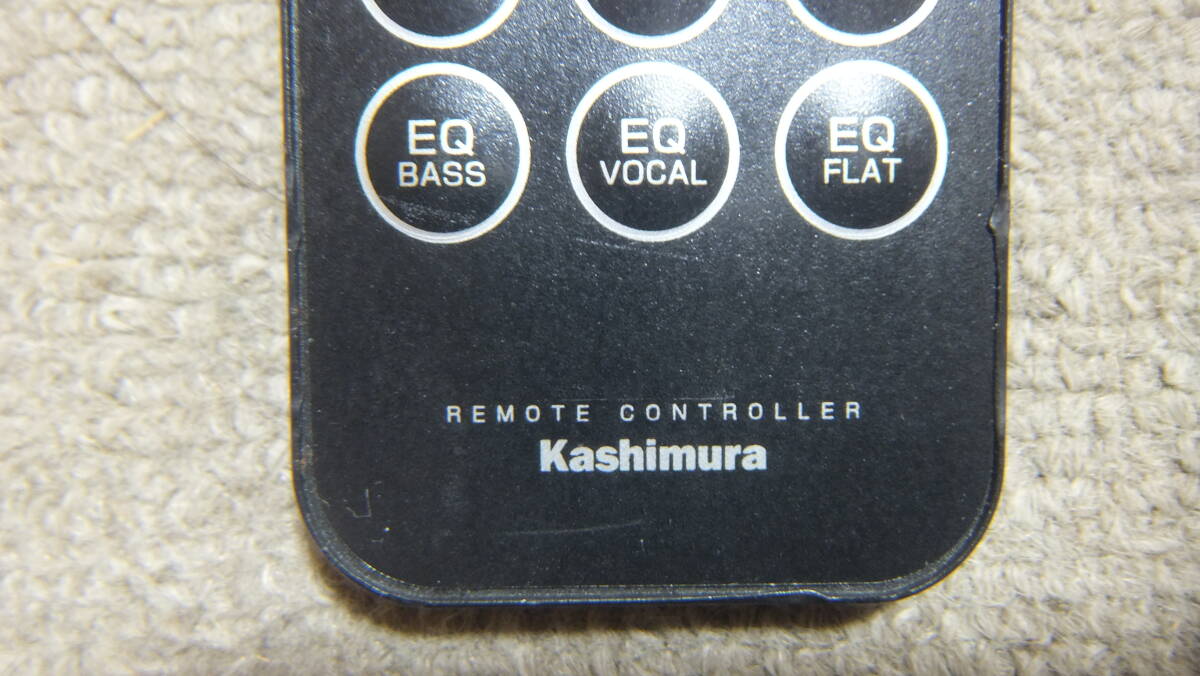 EQ
BASS
EQ
VOCAL
EQ
FLAT
REMOTE CONTROLLER
Kashimura